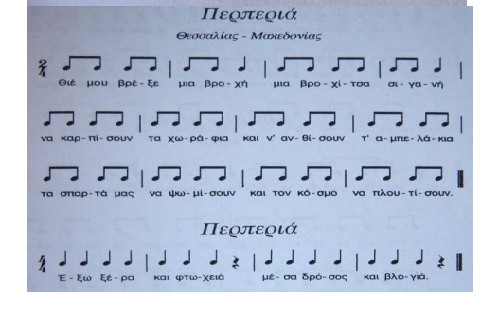 Περπεριά
Θεσσαλίας - Μακεδονίας
2/4
Θιέ μου βρέ-ξε μια βρο-χή μια βρο-χί-τσα σι-γα-νή
να καρ-πί-σουν τα χω-ρά-φια και ν' αν-θί-σουν τ' α-μπε-λά-κια
τα σπαρ-τά μας να ψω-μί-σουν και τον κό-σμο να πλου-τί-σουν.
Περπεριά
4/4
Έ-ξω ξέ-ρα και φτω-χειά μέ-σα δρό-σος και βλο-γιά.